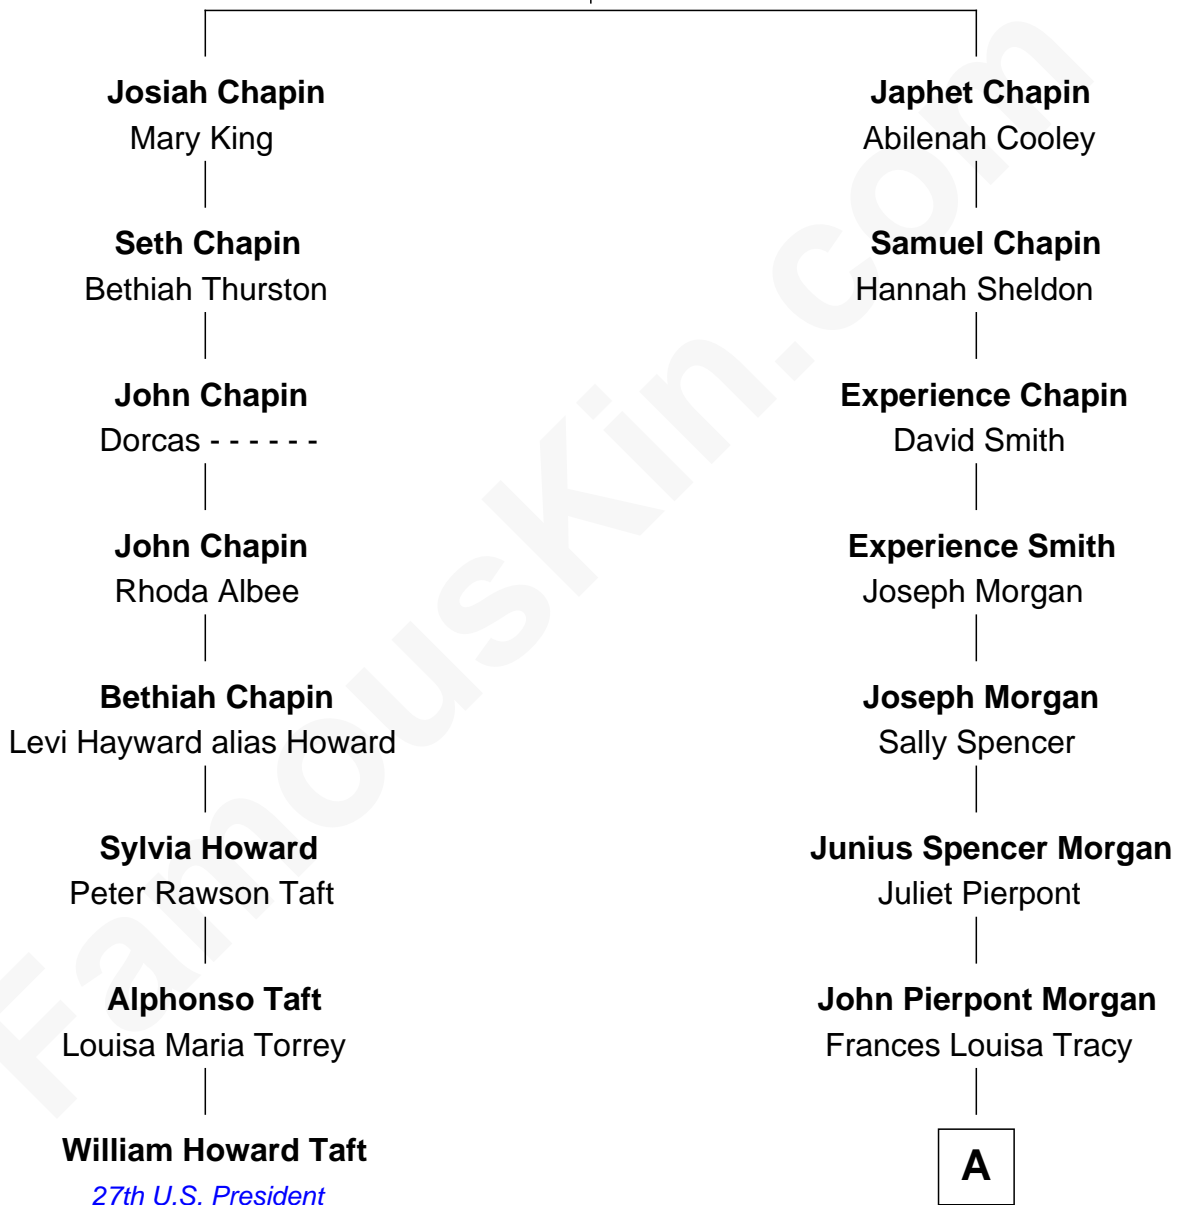 Josiah Chapin
Mary King
Seth Chapin
Bethiah Thurston
John Chapin
Dorcas - - - - - -
John Chapin
Rhoda Albee
Bethiah Chapin
Levi Hayward alias Howard
Sylvia Howard
Peter Rawson Taft
Alphonso Taft
Louisa Maria Torrey
William Howard Taft
27th U.S. President
Japhet Chapin
Abilenah Cooley
Samuel Chapin
Hannah Sheldon
Experience Chapin
David Smith
Experience Smith
Joseph Morgan
Joseph Morgan
Sally Spencer
Junius Spencer Morgan
Juliet Pierpont
John Pierpont Morgan
Frances Louisa Tracy
A
FamousKin.com